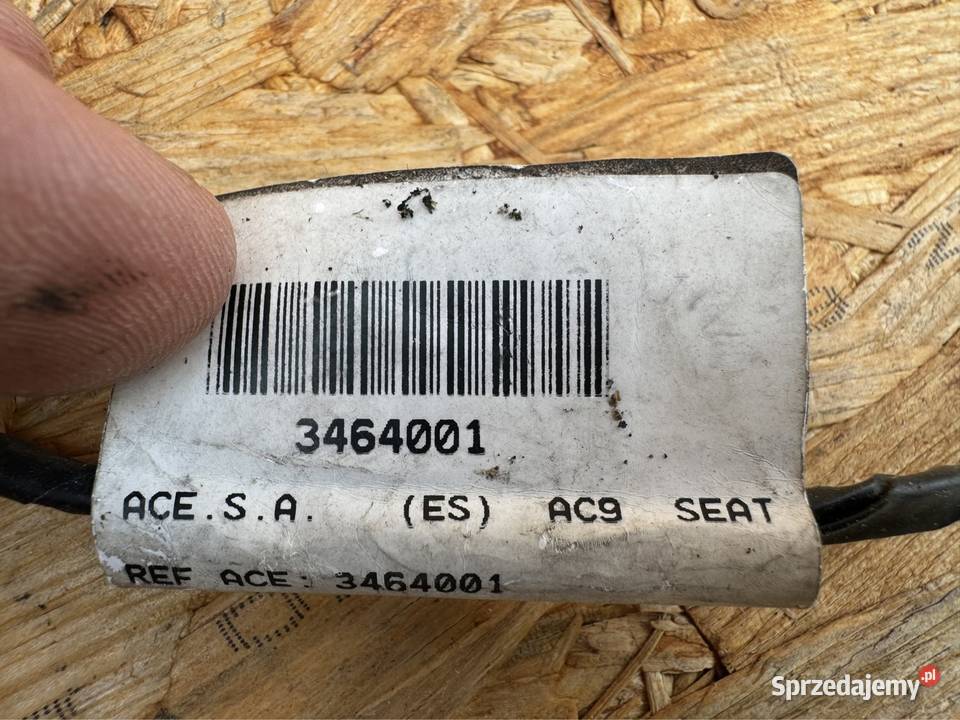 3464001
ACE.S.A. (ES) AC9 SEAT
REF ACE: 3464001
Sprzedajemy.pl